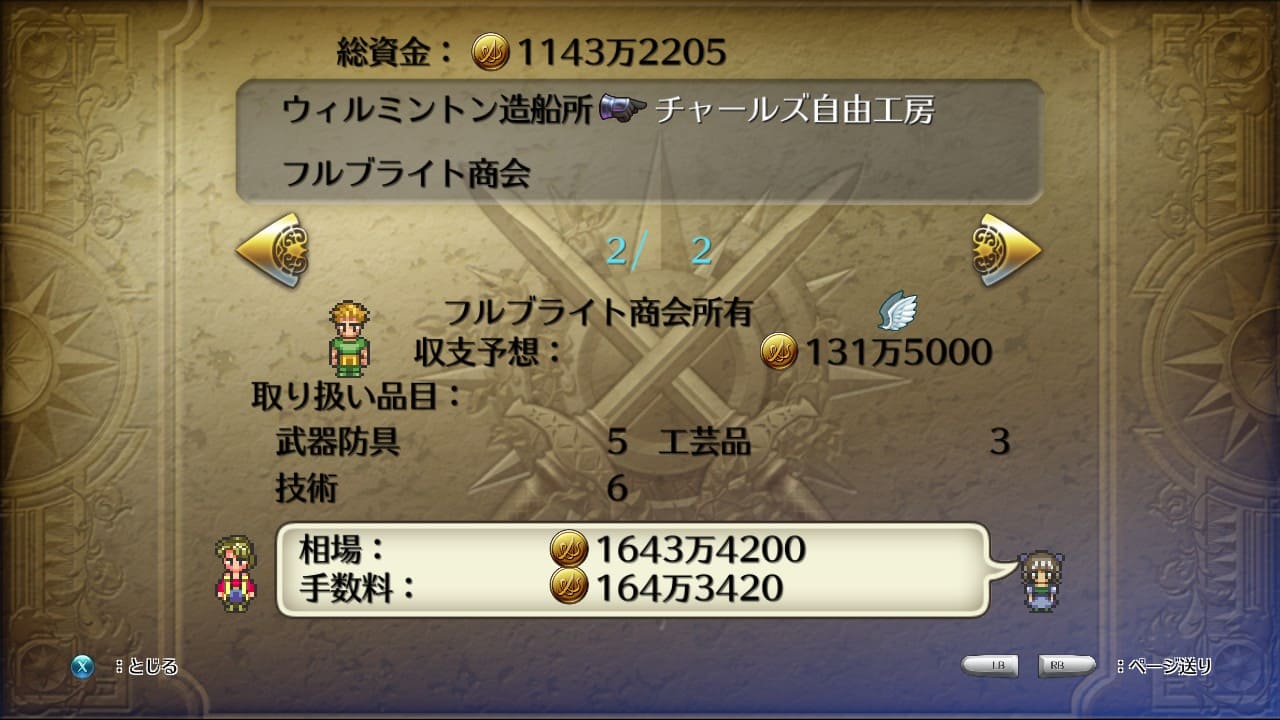 総資金： 1143万2205
ウィルミントン造船所 チャールズ自由工房
フルブライト商会
2/ 2
フルブライト商会所有
収支予想： 131万5000
取り扱い品目：
武器防具 5 工芸品 3
技術 6
相場： 1643万4200
手数料： 164万3420
X ：とじる LB RB ：ページ送り